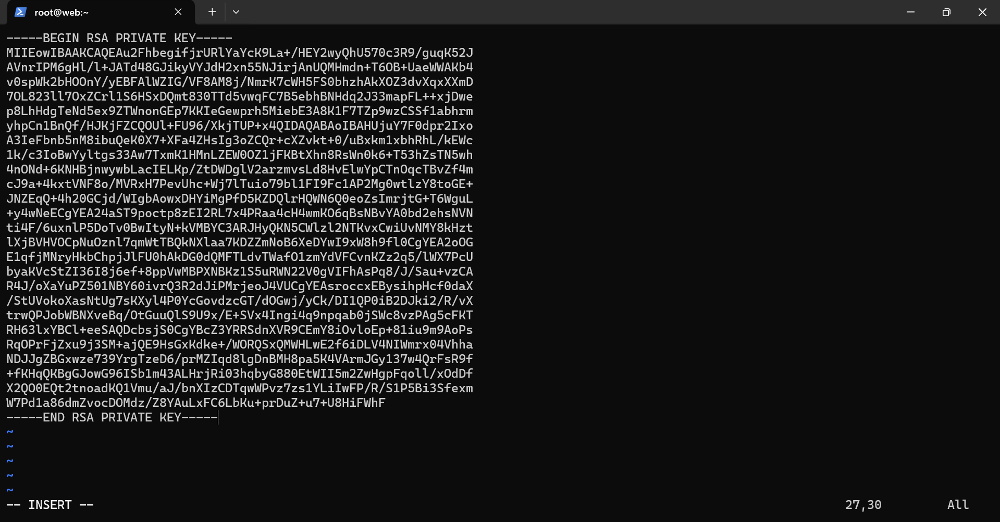 root@web:~
-----BEGIN RSA PRIVATE KEY-----
MIIEowIBAAKCAQEAu2FhbegifjrURlYaYcK9La+/HEY2wyQhU570c3R9/guqK52J
AVnrIPM6gHl/l+JATd48GJikyVYJdH2xn55NJirjAnUQMHmdn+T6OB+UaeWWAKb4
v0spWk2bHOOnY/yEBFAlWZIG/VF8AM8j/NmrK7cWH5FS0bhzhAkXOZ3dvXqxXXmD
7OL823ll7OxZCrl1S6HSxDQmt830TTd5vwqFC7B5ebhBNHdq2J33mapFL++xjDwe
p8LhHdgTeNd5ex9ZTWnonGEp7KKIeGewprh5MiebE3A8K1F7TZp9wzCSSf1abhrm
yhpCn1BnQf/HJKjFZCQOUl+FU96/XkjTUP+x4QIDAQABAoIBAHUjuY7F0dpr2Ixo
A3IeFbnb5nM8ibuQeK0X7+XFa4ZHsIg3oZCQr+cXZvkt+0/uBxkm1xbhRhL/kEWc
1k/c3IoBwYyltgs33Aw7TxmK1HMnLZEW0OZ1jFKBtXhn8RsWn0k6+T53hZsTN5wh
4nONd+6KNHBjnwywbLacIELKp/ZtDWDglV2arzmvsLd8HvElwYpCTnOqcTBvZf4m
cJ9a+4kxtVNF8o/MVRxH7PevUhc+Wj7lTuio79bl1FI9Fc1AP2Mg0wtlzY8toGE+
JNZEqQ+4h20GCjd/WIgbAowxDHYiMgPfD5KZDQlrHQWN6Q0eoZsImrjtG+T6WguL
+y4wNeECgYEA24aST9poctp8zEI2RL7x4PRaa4cH4wmKO6qBsNBvYA0bd2ehsNVN
ti4F/6uxnlP5DoTv0BwItyN+kVMBYC3ARJHyQKN5CWlzl2NTKvxCwiUvNMY8kHzt
lXjBVHVOCpNuOznl7qmWtTBQkNXlaa7KDZZmNoB6XeDYwI9xW8h9fl0CgYEA2oOG
E1qfjMNryHkbChpjJlFU0hAkDG0dQMFTLdvTWafO1zmYdVFCvnKZz2q5/lWX7PcU
byaKVcStZI36I8j6ef+8ppVwMBPXNBKz1S5uRWN22V0gVIFhAsPq8/J/Sau+vzCA
R4J/oXaYuPZ501NBY60ivrQ3R2dJiPMrjeoJ4VUCgYEAsroccxEBysihpHcf0daX
/StUVokoXasNtUg7sKXyl4P0YcGovdzcGT/dOGwj/yCk/DI1QP0iB2DJki2/R/vX
trwQPJobWBNXveBq/OtGuuQlS9U9x/E+SVx4Ingi4q9npqab0jSWc8vzPAg5cFKT
RH63lxYBCl+eeSAQDcbsjS0CgYBcZ3YRRSdnXVR9CEmY8iOvloEp+81iu9m9AoPs
RqOPrFjZxu9j3SM+ajQE9HsGxKdke+/WORQSxQMWHLwE2f6iDLV4NIWmrx04Vhha
NDJJgZBGxwze739YrgTzeD6/prMZIqd8lgDnBMH8pa5K4VArmJGy137w4QrFsR9f
+fKHqQKBgGJowG96ISb1m43ALHrjRi03hqbyG880EtWII5m2ZwHgpFqoll/xOdDf
X2QO0EQt2tnoadKQ1Vmu/aJ/bnXIzCDTqwWPvz7zs1YLiIwFP/R/S1P5Bi3Sfexm
W7Pd1a86dmZvocDOMdz/Z8YAuLxFC6LbKu+prDuZ+u7+U8HiFWhF
-----END RSA PRIVATE KEY-----
~
~
~
~
~
-- INSERT -- 27,30 All